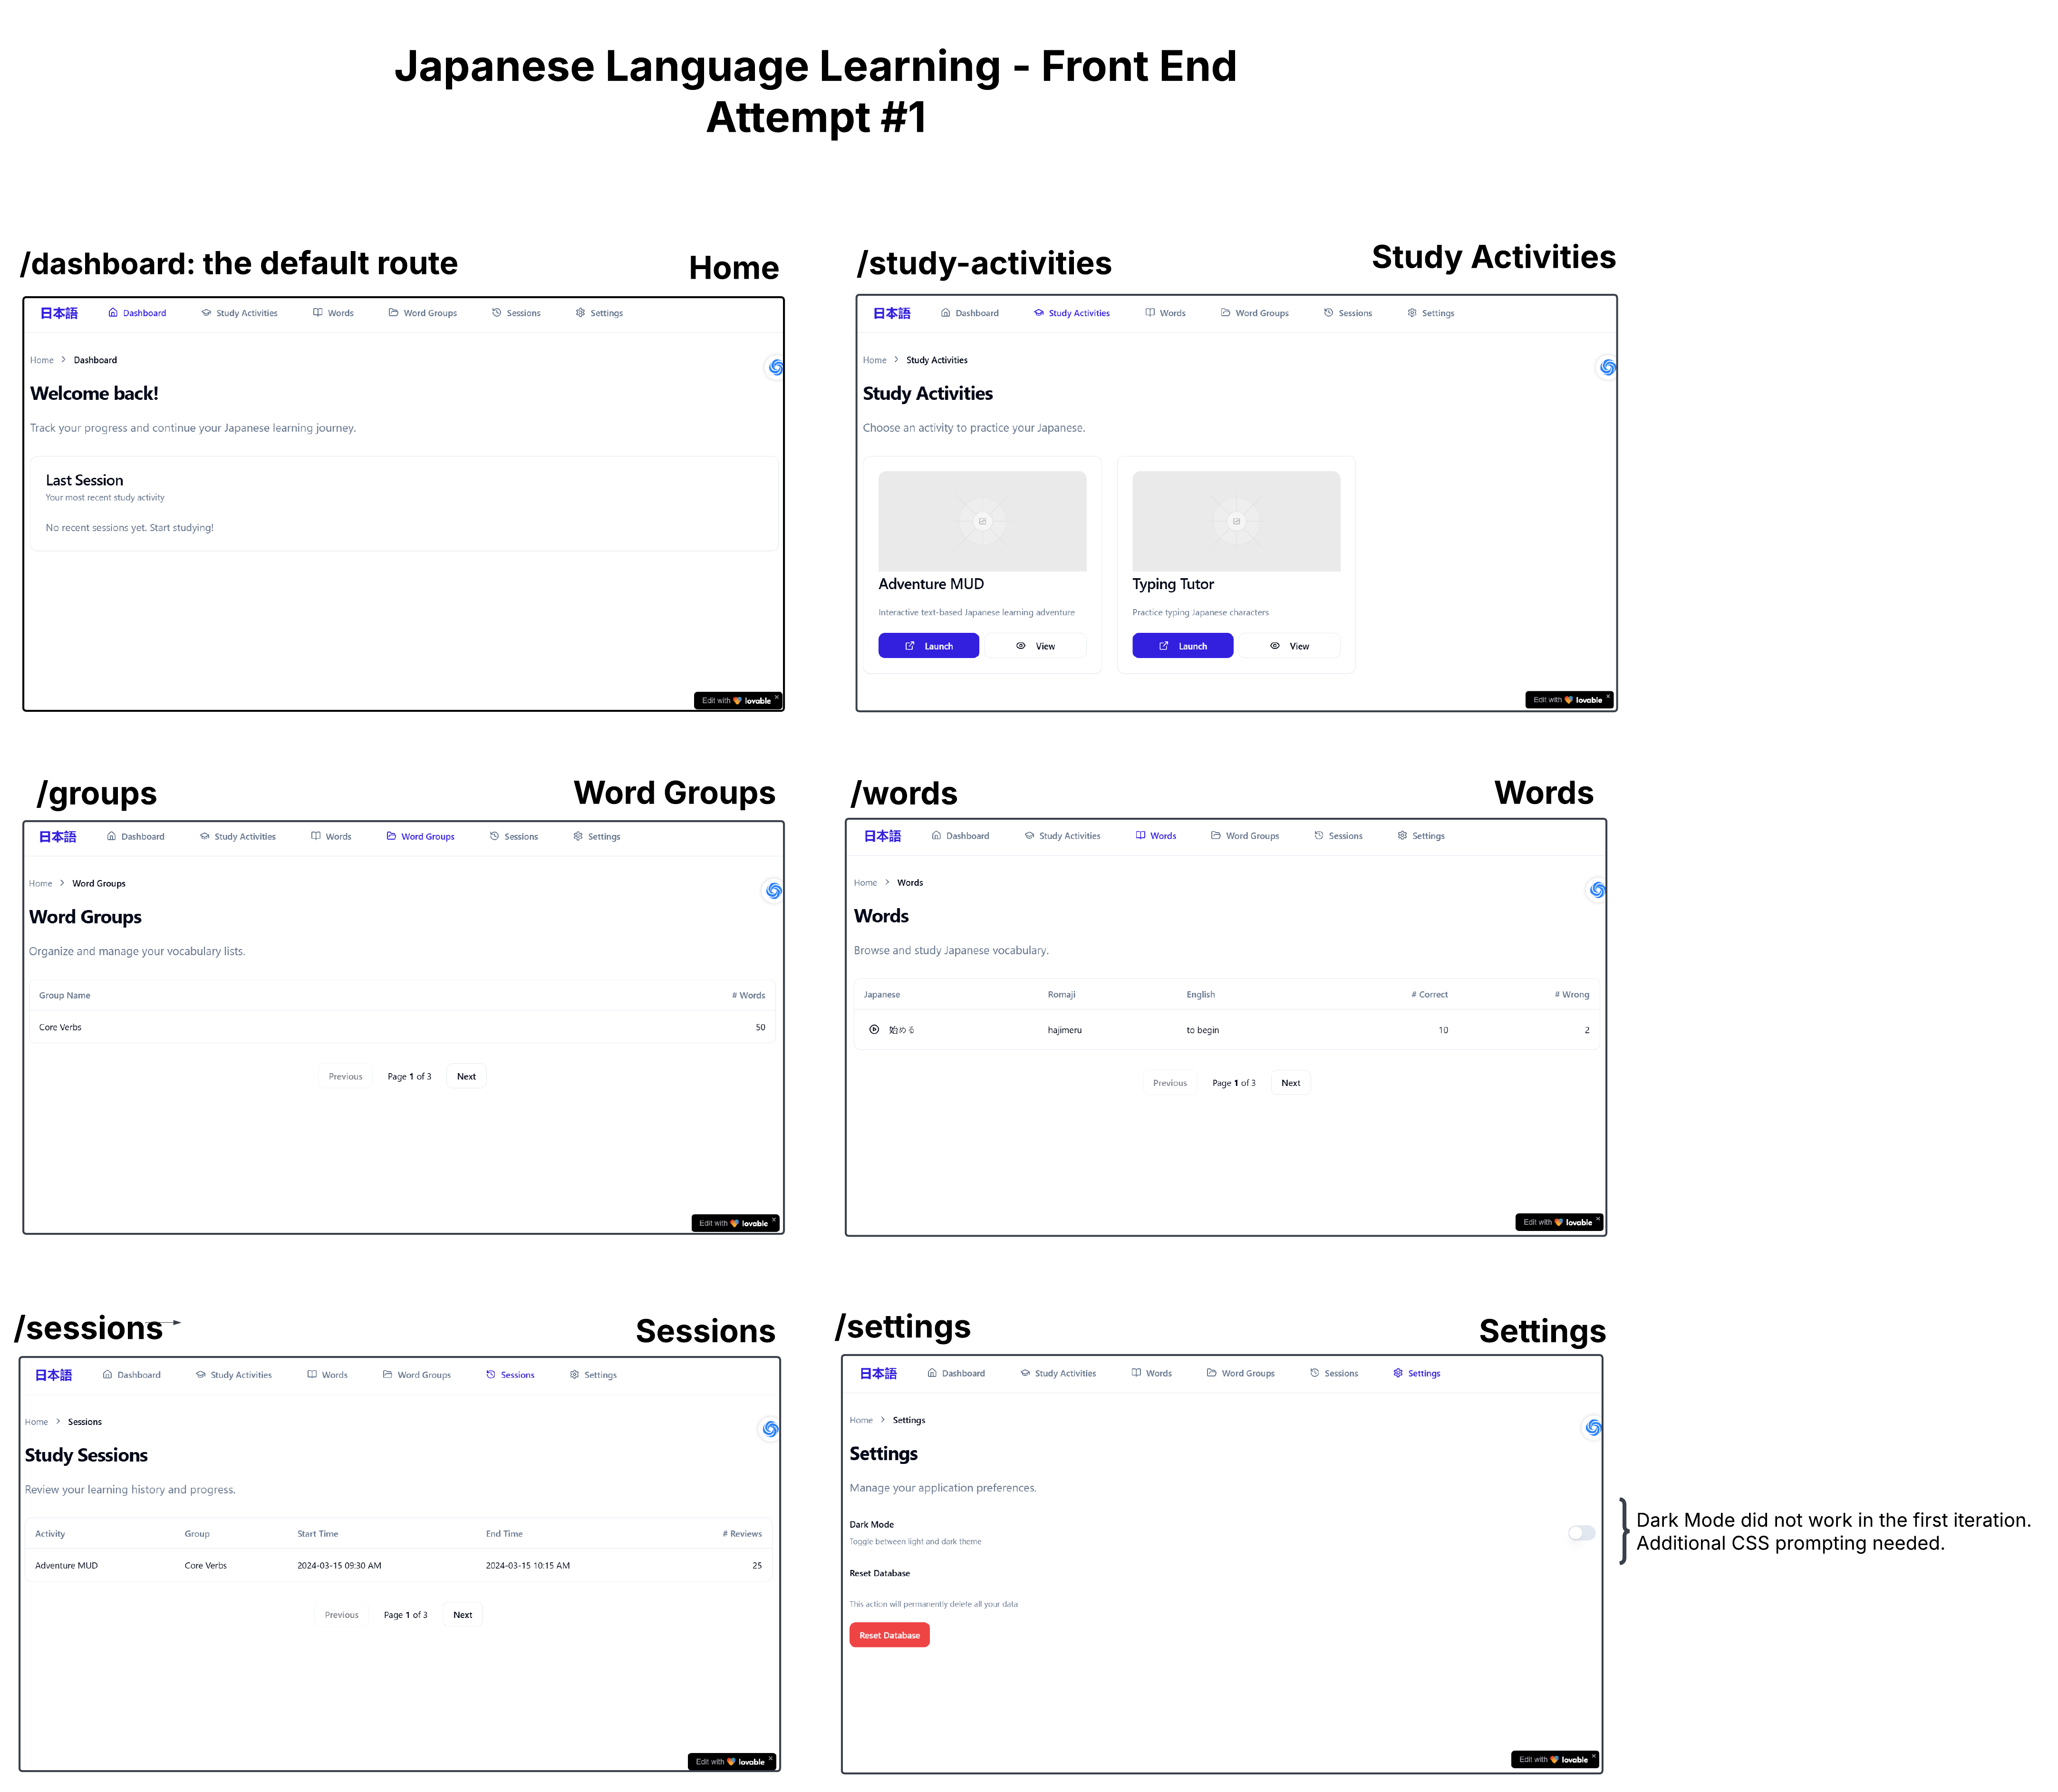 Japanese Language Learning - Front End
Attempt #1
/dashboard: the default route
Home
日本語 Dashboard Study Activities Words Word Groups Sessions Settings
Home > Dashboard
Welcome back!
Track your progress and continue your Japanese learning journey.
Last Session
Your most recent study activity
No recent sessions yet. Start studying!
Edit with lovable
/study-activities
Study Activities
日本語 Dashboard Study Activities Words Word Groups Sessions Settings
Home > Study Activities
Study Activities
Choose an activity to practice your Japanese.
Adventure MUD
Interactive text-based Japanese learning adventure
Launch View
Typing Tutor
Practice typing Japanese characters
Launch View
Edit with lovable
/groups
Word Groups
日本語 Dashboard Study Activities Words Word Groups Sessions Settings
Home > Word Groups
Word Groups
Organize and manage your vocabulary lists.
Group Name # Words
Core Verbs 50
Previous Page 1 of 3 Next
Edit with lovable
/words
Words
日本語 Dashboard Study Activities Words Word Groups Sessions Settings
Home > Words
Words
Browse and study Japanese vocabulary.
Japanese Romaji English # Correct # Wrong
始める hajimeru to begin 10 2
Previous Page 1 of 3 Next
Edit with lovable
/sessions
Sessions
日本語 Dashboard Study Activities Words Word Groups Sessions Settings
Home > Sessions
Study Sessions
Review your learning history and progress.
Activity Group Start Time End Time # Reviews
Adventure MUD Core Verbs 2024-03-15 09:30 AM 2024-03-15 10:15 AM 25
Previous Page 1 of 3 Next
Edit with lovable
/settings
Settings
日本語 Dashboard Study Activities Words Word Groups Sessions Settings
Home > Settings
Settings
Manage your application preferences.
Dark Mode
Toggle between light and dark theme
Reset Database
This action will permanently delete all your data
Reset Database
Edit with lovable
Dark Mode did not work in the first iteration.
Additional CSS prompting needed.